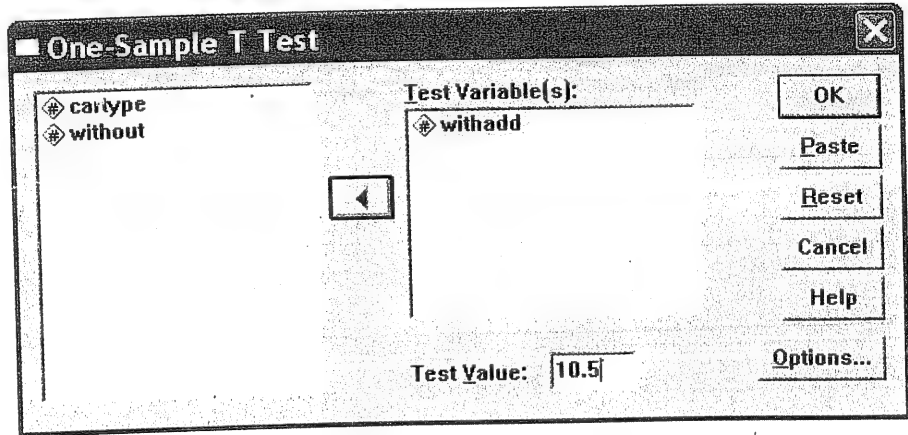 One-Sample T Test
cartype
without
Test Variable(s):
withadd
Test Value: 10.5
OK
Paste
Reset
Cancel
Help
Options...